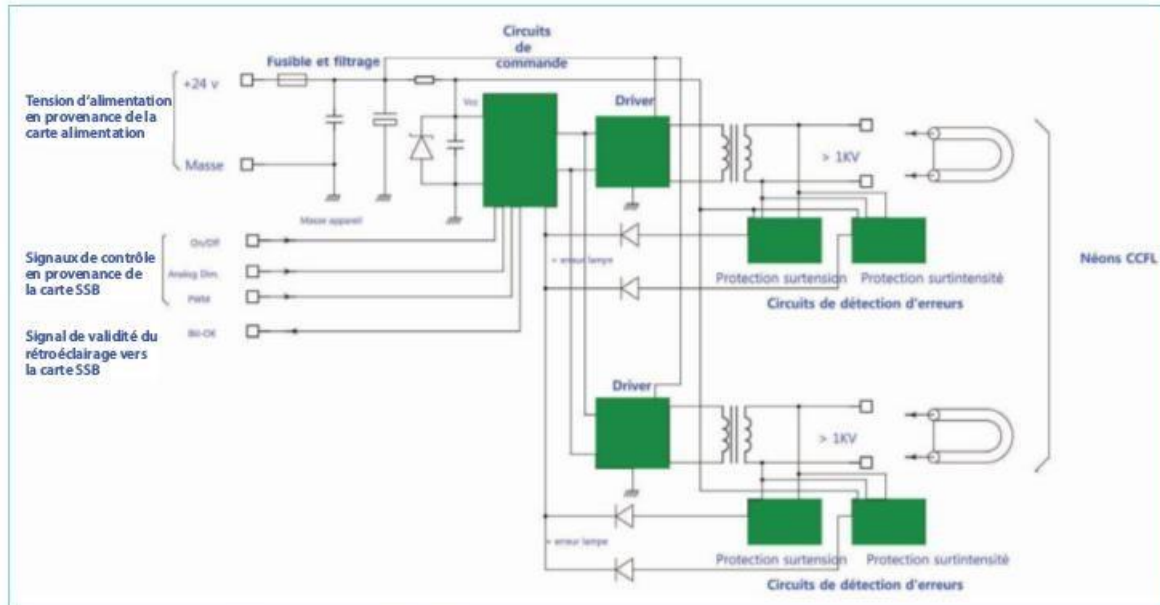 Circuits
de
commande
Fusible et filtrage
+24 v
Tension d'alimentation
en provenance de la
carte alimentation
Vcc
Driver
Masse
> 1KV
Masse appareil
Signaux de contrôle
en provenance de
la carte SSB
On/Off
Analog Dim.
PWM
+ erreur lampe
Protection surtension
Protection surintensité
Néons CCFL
Circuits de détection d'erreurs
Signal de validité du
rétroéclairage vers
la carte SSB
Driver
> 1KV
+ erreur lampe
Protection surtension
Protection surtintensité
Circuits de détection d'erreurs